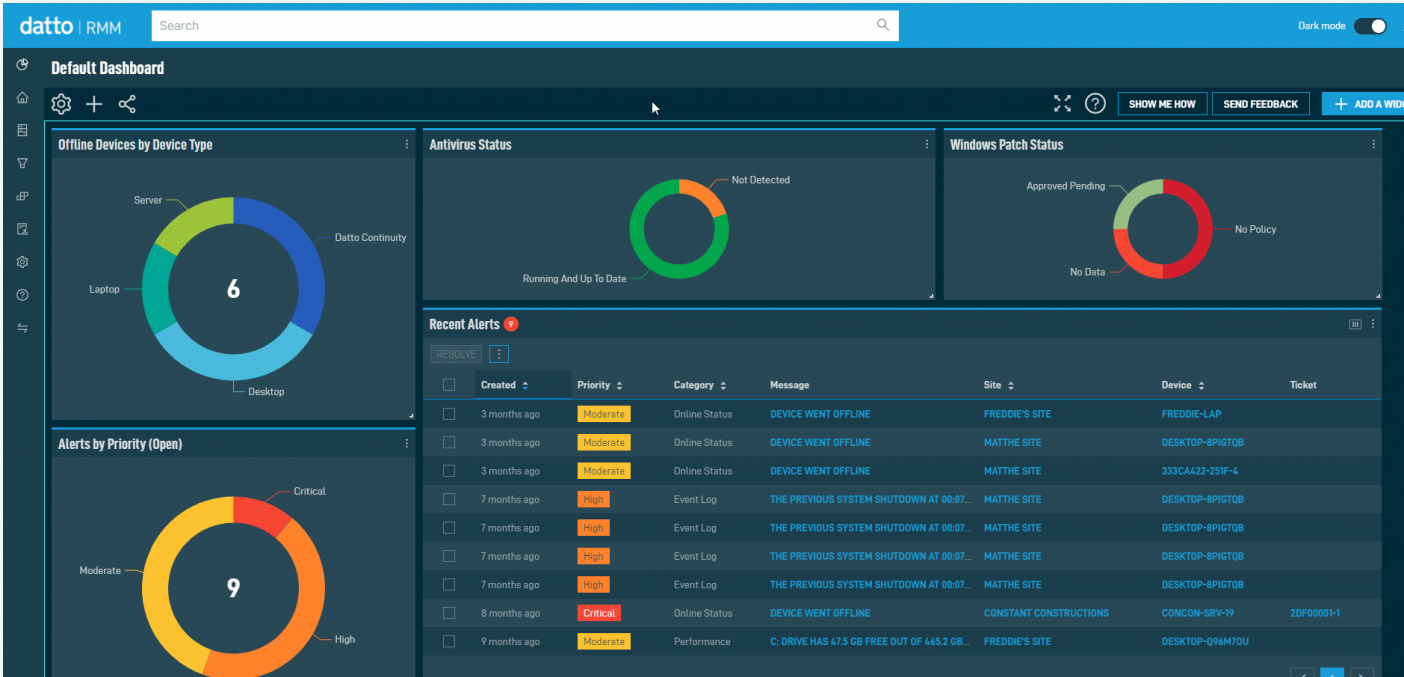 datto | RMM Search Dark mode
Default Dashboard
SHOW ME HOW SEND FEEDBACK ADD A WIDG
Offline Devices by Device Type
Server
Datto Continuity
Laptop
6
Desktop
Antivirus Status
Not Detected
Running And Up To Date
Windows Patch Status
Approved Pending
No Policy
No Data
Alerts by Priority (Open)
Critical
Moderate
9
High
Recent Alerts 9
RESOLVE
Created Priority Category Message Site Device Ticket
3 months ago Moderate Online Status DEVICE WENT OFFLINE FREDDIE'S SITE FREDDIE-LAP
3 months ago Moderate Online Status DEVICE WENT OFFLINE MATTHE SITE DESKTOP-8PIGTQB
3 months ago Moderate Online Status DEVICE WENT OFFLINE MATTHE SITE 333CA422-251F-4
7 months ago High Event Log THE PREVIOUS SYSTEM SHUTDOWN AT 00:07... MATTHE SITE DESKTOP-8PIGTQB
7 months ago High Event Log THE PREVIOUS SYSTEM SHUTDOWN AT 00:07... MATTHE SITE DESKTOP-8PIGTQB
7 months ago High Event Log THE PREVIOUS SYSTEM SHUTDOWN AT 00:07... MATTHE SITE DESKTOP-8PIGTQB
7 months ago High Event Log THE PREVIOUS SYSTEM SHUTDOWN AT 00:07... MATTHE SITE DESKTOP-8PIGTQB
8 months ago Critical Online Status DEVICE WENT OFFLINE CONSTANT CONSTRUCTIONS CONCON-SRV-19 2DF00001-1
9 months ago Moderate Performance C: DRIVE HAS 47.5 GB FREE OUT OF 465.2 GB... FREDDIE'S SITE DESKTOP-Q96M7OU